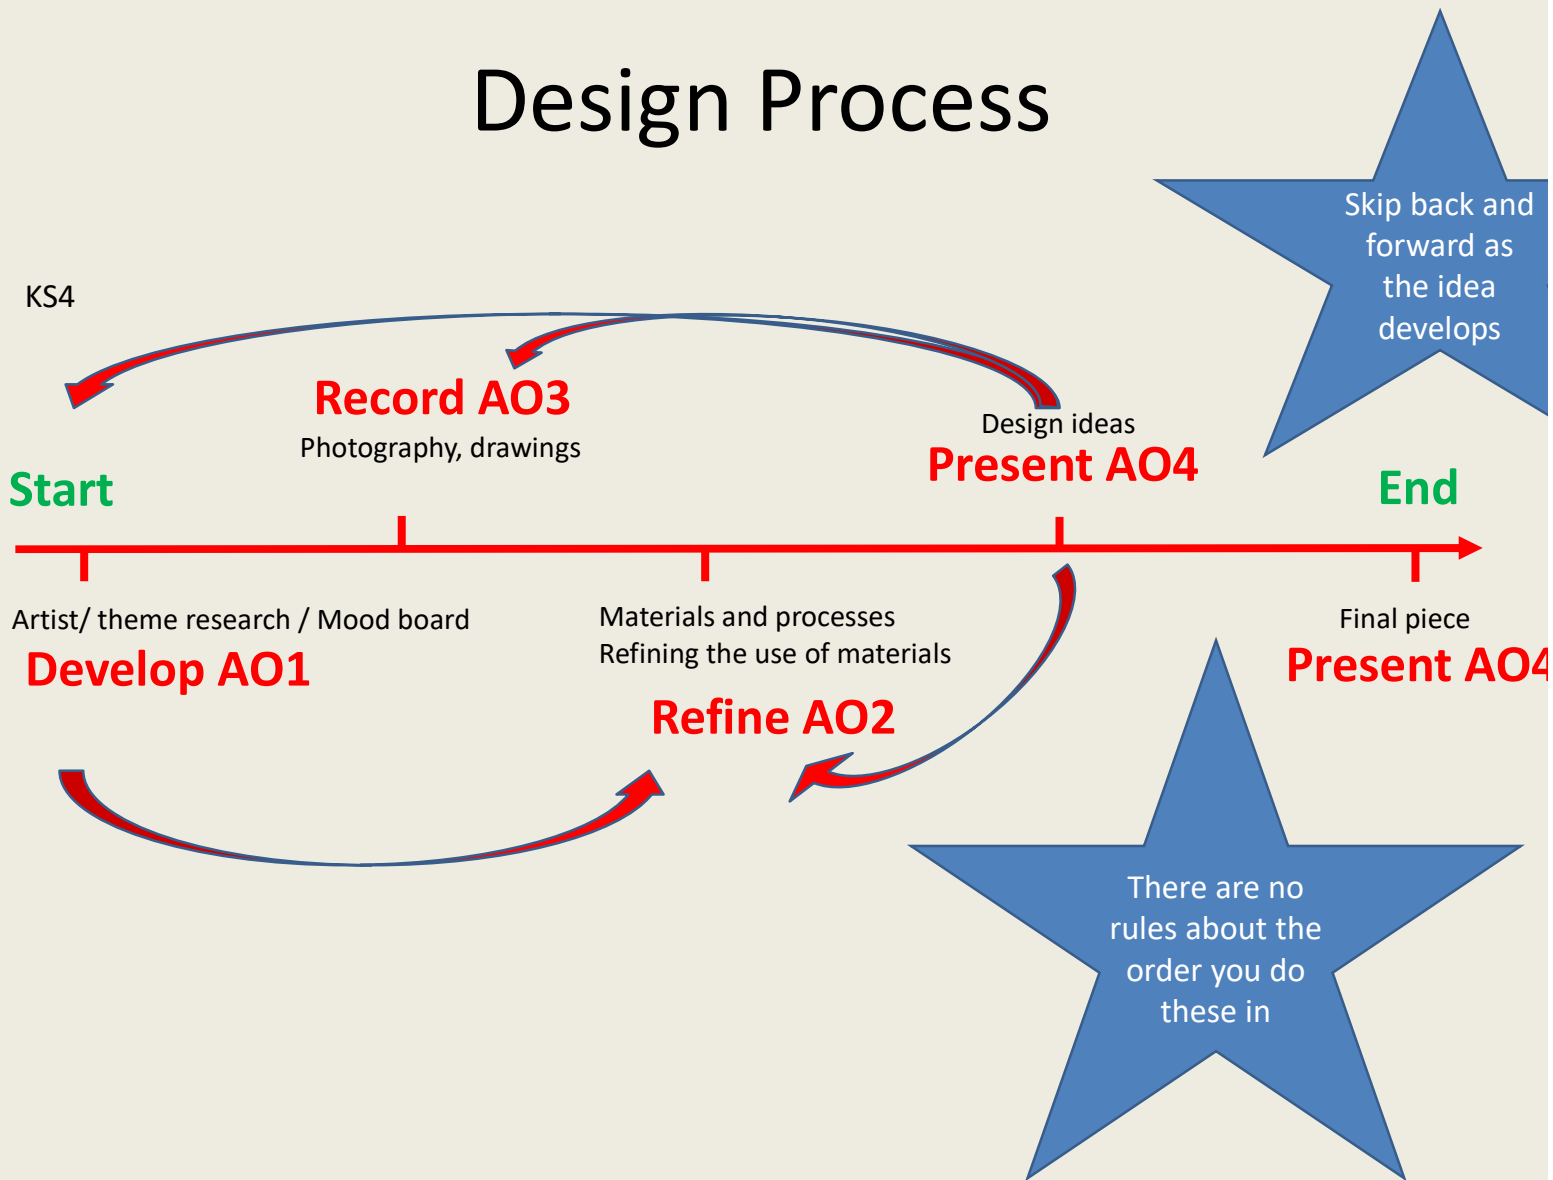 Design Process
Skip back and
forward as
the idea
develops
KS4
Record AO3
Photography, drawings
Design ideas
Present AO4
Start
End
Artist/ theme research / Mood board
Develop AO1
Materials and processes
Refining the use of materials
Refine AO2
Final piece
Present AO4
There are no
rules about the
order you do
these in